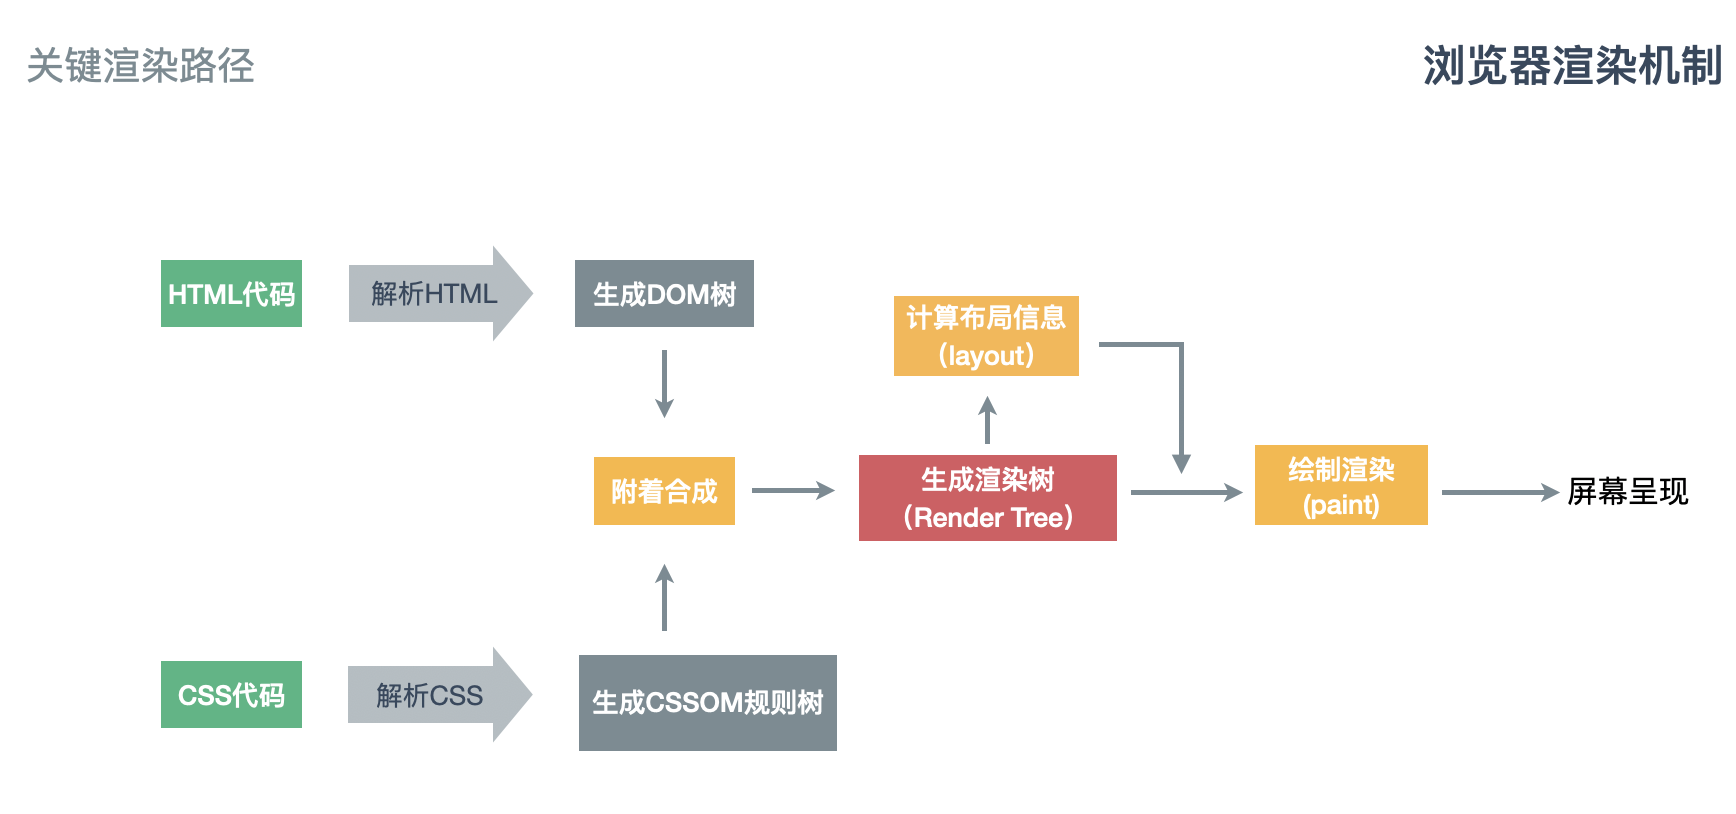 关键渲染路径
浏览器渲染机制
HTML代码
解析HTML
生成DOM树
计算布局信息
（layout）
附着合成
生成渲染树
（Render Tree）
绘制渲染
(paint)
屏幕呈现
CSS代码
解析CSS
生成CSSOM规则树